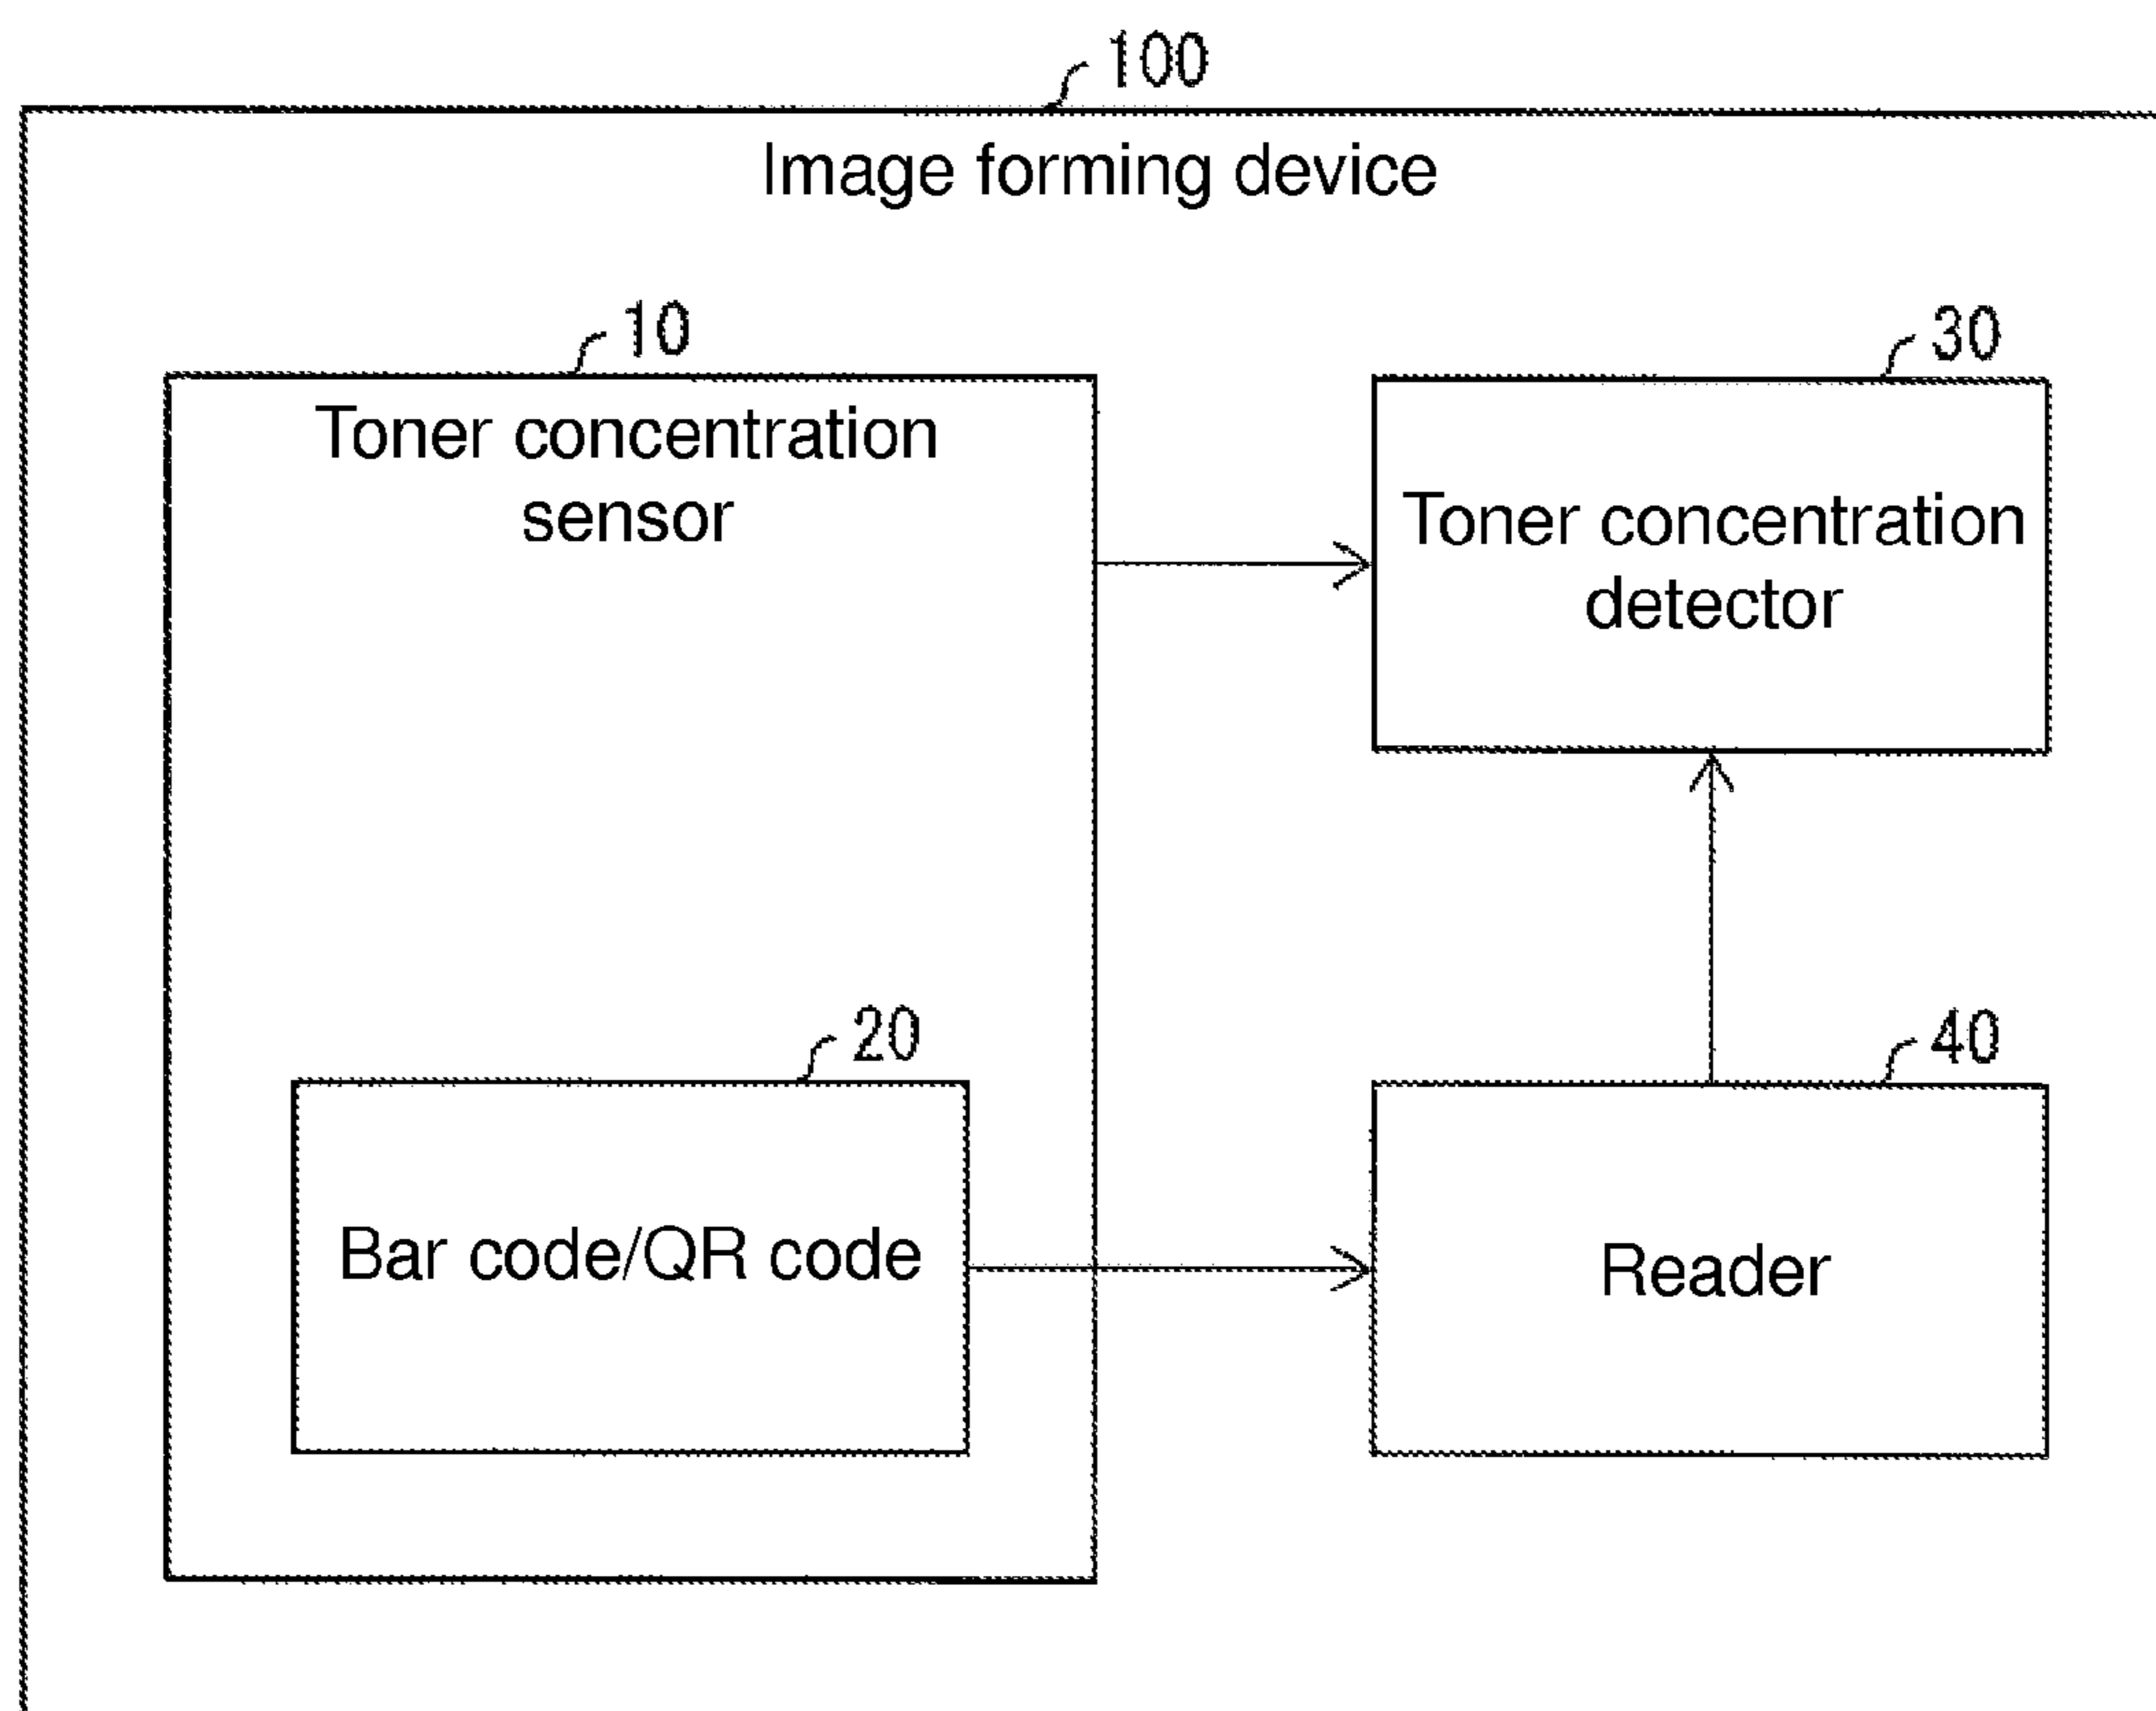 100
Image forming device
10
30
Toner concentration
sensor
Toner concentration
detector
20
40
Bar code/QR code
Reader